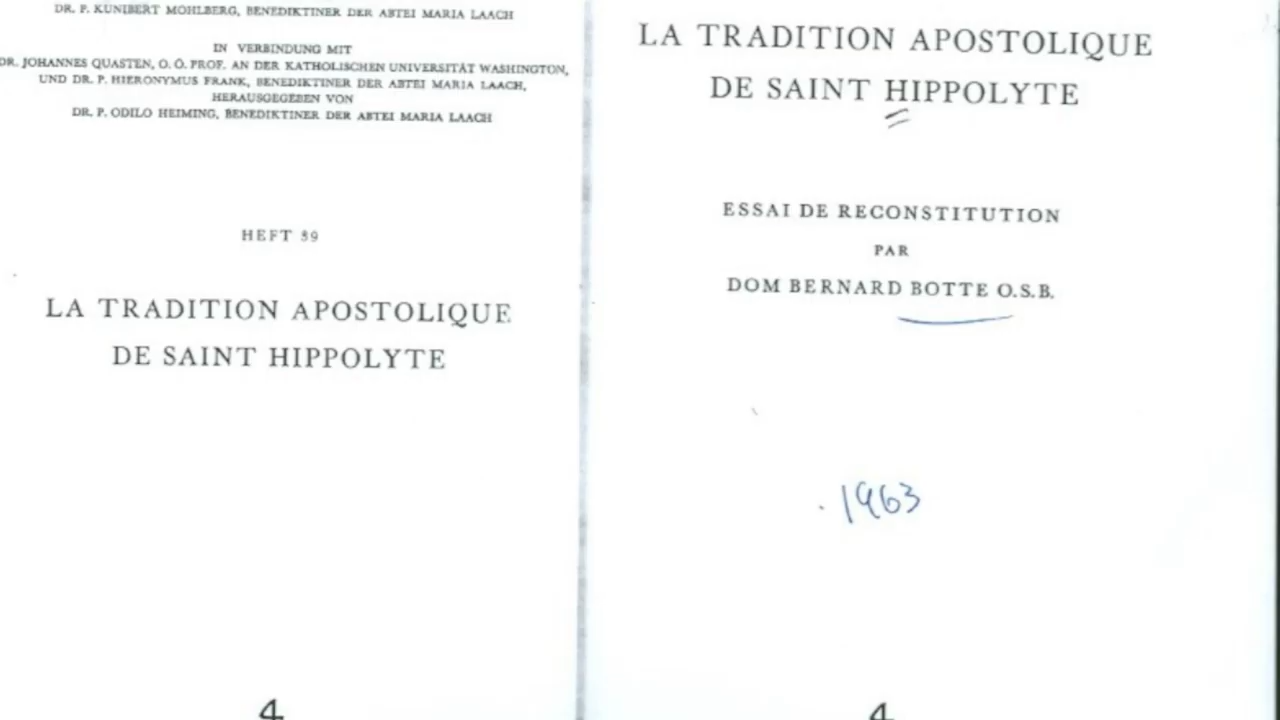 DR. P. KUNIBERT MOHLBERG, BENEDIKTINER DER ABTEI MARIA LAACH
IN VERBINDUNG MIT
DR. JOHANNES QUASTEN, O. Ö. PROF. AN DER KATHOLISCHEN UNIVERSITÄT WASHINGTON,
UND DR. P. HIERONYMUS FRANK, BENEDIKTINER DER ABTEI MARIA LAACH,
HERAUSGEGEBEN VON
DR. P. ODILO HEIMING, BENEDIKTINER DER ABTEI MARIA LAACH
HEFT 39
LA TRADITION APOSTOLIQUE
DE SAINT HIPPOLYTE
4
LA TRADITION APOSTOLIQUE
DE SAINT HIPPOLYTE
ESSAI DE RECONSTITUTION
PAR
DOM BERNARD BOTTE O.S.B.
1963
4